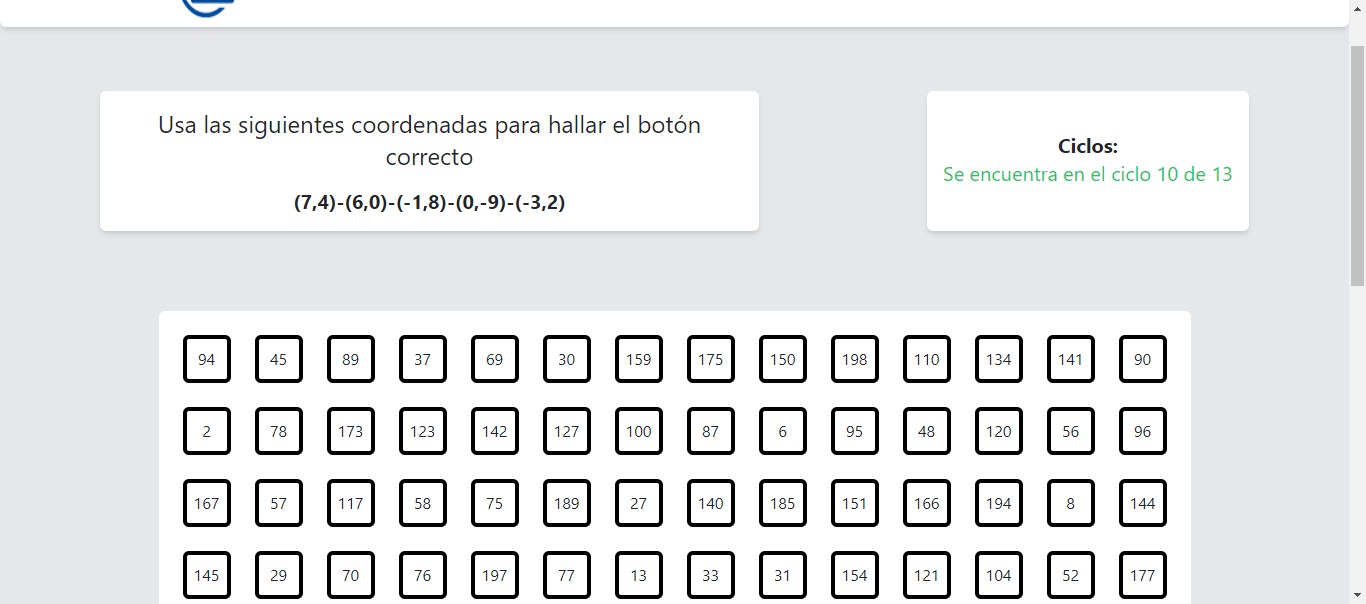 Usa las siguientes coordenadas para hallar el botón
correcto
(7,4)-(6,0)-(-1,8)-(0,-9)-(-3,2)
Ciclos:
Se encuentra en el ciclo 10 de 13
94 45 89 37 69 30 159 175 150 198 110 134 141 90
2 78 173 123 142 127 100 87 6 95 48 120 56 96
167 57 117 58 75 189 27 140 185 151 166 194 8 144
145 29 70 76 197 77 13 33 31 154 121 104 52 177